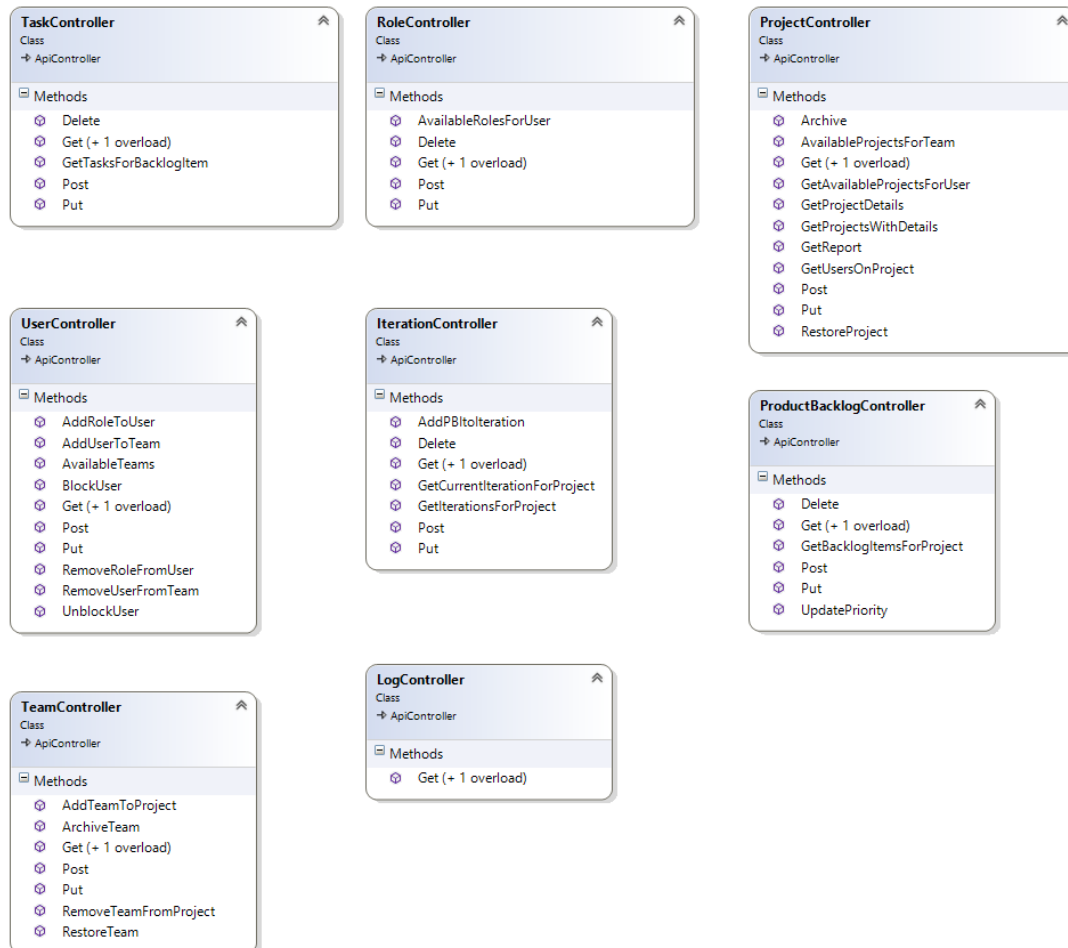 TaskController
Class
ApiController
Methods
Delete
Get (+ 1 overload)
GetTasksForBacklogItem
Post
Put
RoleController
Class
ApiController
Methods
AvailableRolesForUser
Delete
Get (+ 1 overload)
Post
Put
ProjectController
Class
ApiController
Methods
Archive
AvailableProjectsForTeam
Get (+ 1 overload)
GetAvailableProjectsForUser
GetProjectDetails
GetProjectsWithDetails
GetReport
GetUsersOnProject
Post
Put
RestoreProject
UserController
Class
ApiController
Methods
AddRoleToUser
AddUserToTeam
AvailableTeams
BlockUser
Get (+ 1 overload)
Post
Put
RemoveRoleFromUser
RemoveUserFromTeam
UnblockUser
IterationController
Class
ApiController
Methods
AddPBItoIteration
Delete
Get (+ 1 overload)
GetCurrentIterationForProject
GetIterationsForProject
Post
Put
ProductBacklogController
Class
ApiController
Methods
Delete
Get (+ 1 overload)
GetBacklogItemsForProject
Post
Put
UpdatePriority
TeamController
Class
ApiController
Methods
AddTeamToProject
ArchiveTeam
Get (+ 1 overload)
Post
Put
RemoveTeamFromProject
RestoreTeam
LogController
Class
ApiController
Methods
Get (+ 1 overload)